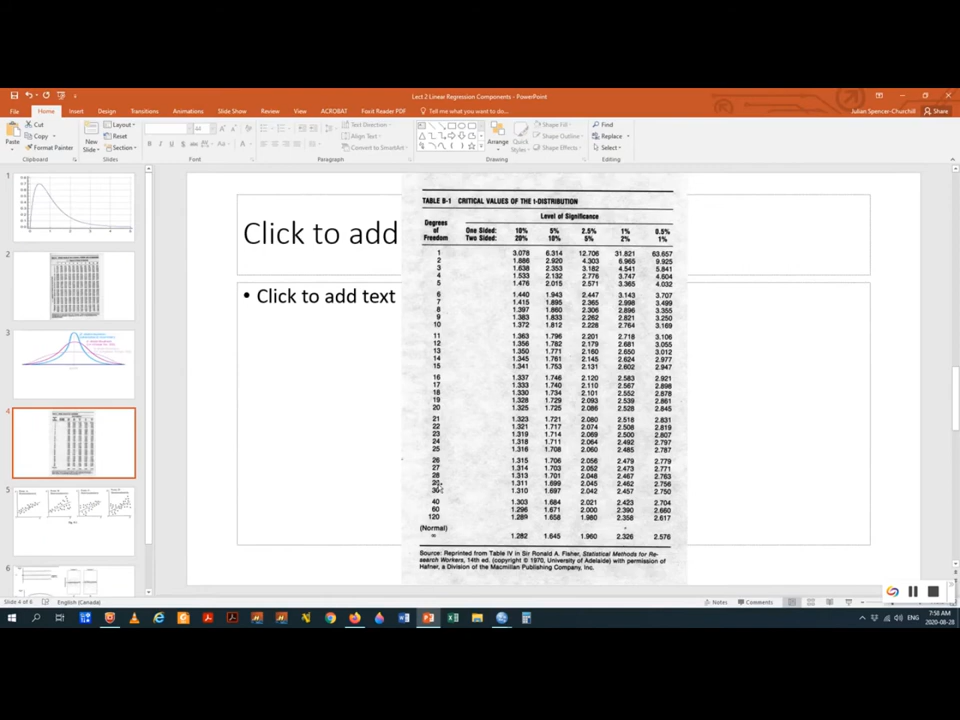 Lect 2 Linear Regression Components - PowerPoint
Julian Spencer-Churchill
File Home Insert Design Transitions Animations Slide Show Review View ACROBAT Foxit Reader PDF Tell me what you want to do... Share
Cut
Copy
Format Painter
Paste
Clipboard
New Slide
Layout
Reset
Section
Slides
Font
Text Direction
Align Text
Convert to SmartArt
Paragraph
Arrange
Quick Styles
Shape Fill
Shape Outline
Shape Effects
Drawing
Find
Replace
Select
Editing
1
2
3
4
5
6
Click to add
• Click to add text
TABLE B-1 CRITICAL VALUES OF THE t-DISTRIBUTION
Level of Significance
Degrees of Freedom
One Sided: 10% 5% 2.5% 1% 0.5%
Two Sided: 20% 10% 5% 2% 1%
1 3.078 6.314 12.706 31.821 63.657
2 1.886 2.920 4.303 6.965 9.925
3 1.638 2.353 3.182 4.541 5.841
4 1.533 2.132 2.776 3.747 4.604
5 1.476 2.015 2.571 3.365 4.032
6 1.440 1.943 2.447 3.143 3.707
7 1.415 1.895 2.365 2.998 3.499
8 1.397 1.860 2.306 2.896 3.355
9 1.383 1.833 2.262 2.821 3.250
10 1.372 1.812 2.228 2.764 3.169
11 1.363 1.796 2.201 2.718 3.106
12 1.356 1.782 2.179 2.681 3.055
13 1.350 1.771 2.160 2.650 3.012
14 1.345 1.761 2.145 2.624 2.977
15 1.341 1.753 2.131 2.602 2.947
16 1.337 1.746 2.120 2.583 2.921
17 1.333 1.740 2.110 2.567 2.898
18 1.330 1.734 2.101 2.552 2.878
19 1.328 1.729 2.093 2.539 2.861
20 1.325 1.725 2.086 2.528 2.845
21 1.323 1.721 2.080 2.518 2.831
22 1.321 1.717 2.074 2.508 2.819
23 1.319 1.714 2.069 2.500 2.807
24 1.318 1.711 2.064 2.492 2.797
25 1.316 1.708 2.060 2.485 2.787
26 1.315 1.706 2.056 2.479 2.779
27 1.314 1.703 2.052 2.473 2.771
28 1.313 1.701 2.048 2.467 2.763
29 1.311 1.699 2.045 2.462 2.756
30 1.310 1.697 2.042 2.457 2.750
40 1.303 1.684 2.021 2.423 2.704
60 1.296 1.671 2.000 2.390 2.660
120 1.289 1.658 1.980 2.358 2.617
(Normal)
∞ 1.282 1.645 1.960 2.326 2.576
Source: Reprinted from Table IV in Sir Ronald A. Fisher, Statistical Methods for Re-
search Workers, 14th ed. (copyright © 1970, University of Adelaide) with permission of
Hafner, a Division of the Macmillan Publishing Company, Inc.
Slide 4 of 6 English (Canada) Notes Comments
ENG 7:58 AM
2020-08-28